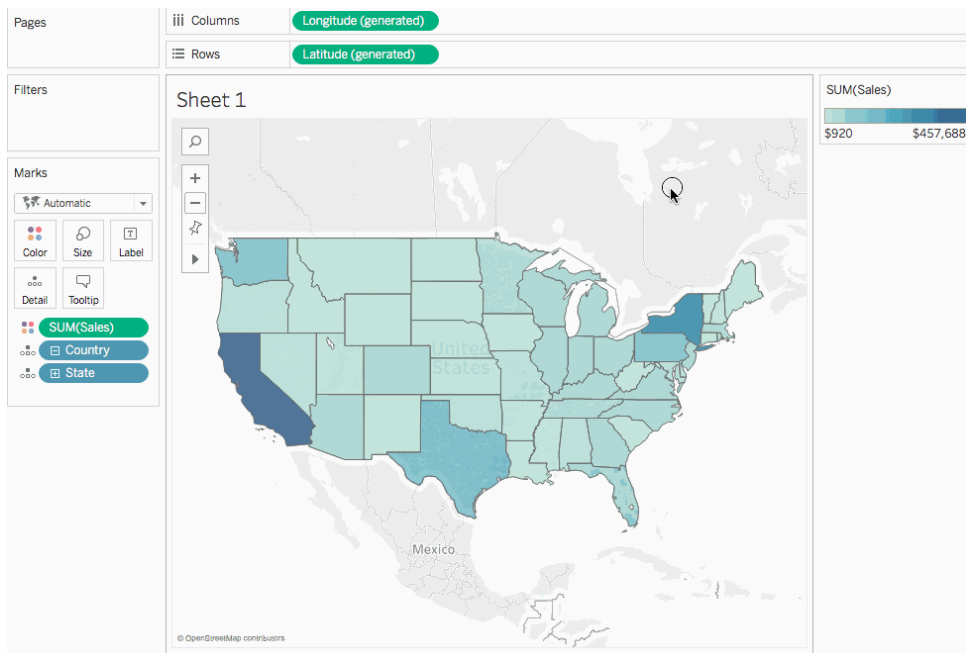 Pages
Columns
Longitude (generated)
Rows
Latitude (generated)
Filters
Sheet 1
SUM(Sales)
$920
$457,688
Marks
Automatic
Color
Size
Label
Detail
Tooltip
SUM(Sales)
Country
State
United
States
Mexico
© OpenStreetMap contributors